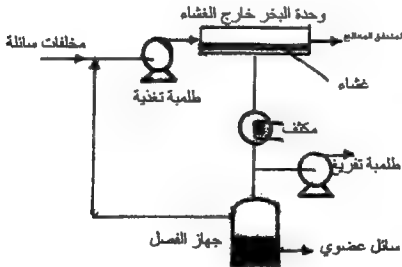 وحدة البخر خارج الغشاء
مخلفات سائلة
المتدفق المعالج
غشاء
طلمبة تغذية
مكثف
طلمبة تفريغ
جهاز الفصل
سائل عضوي